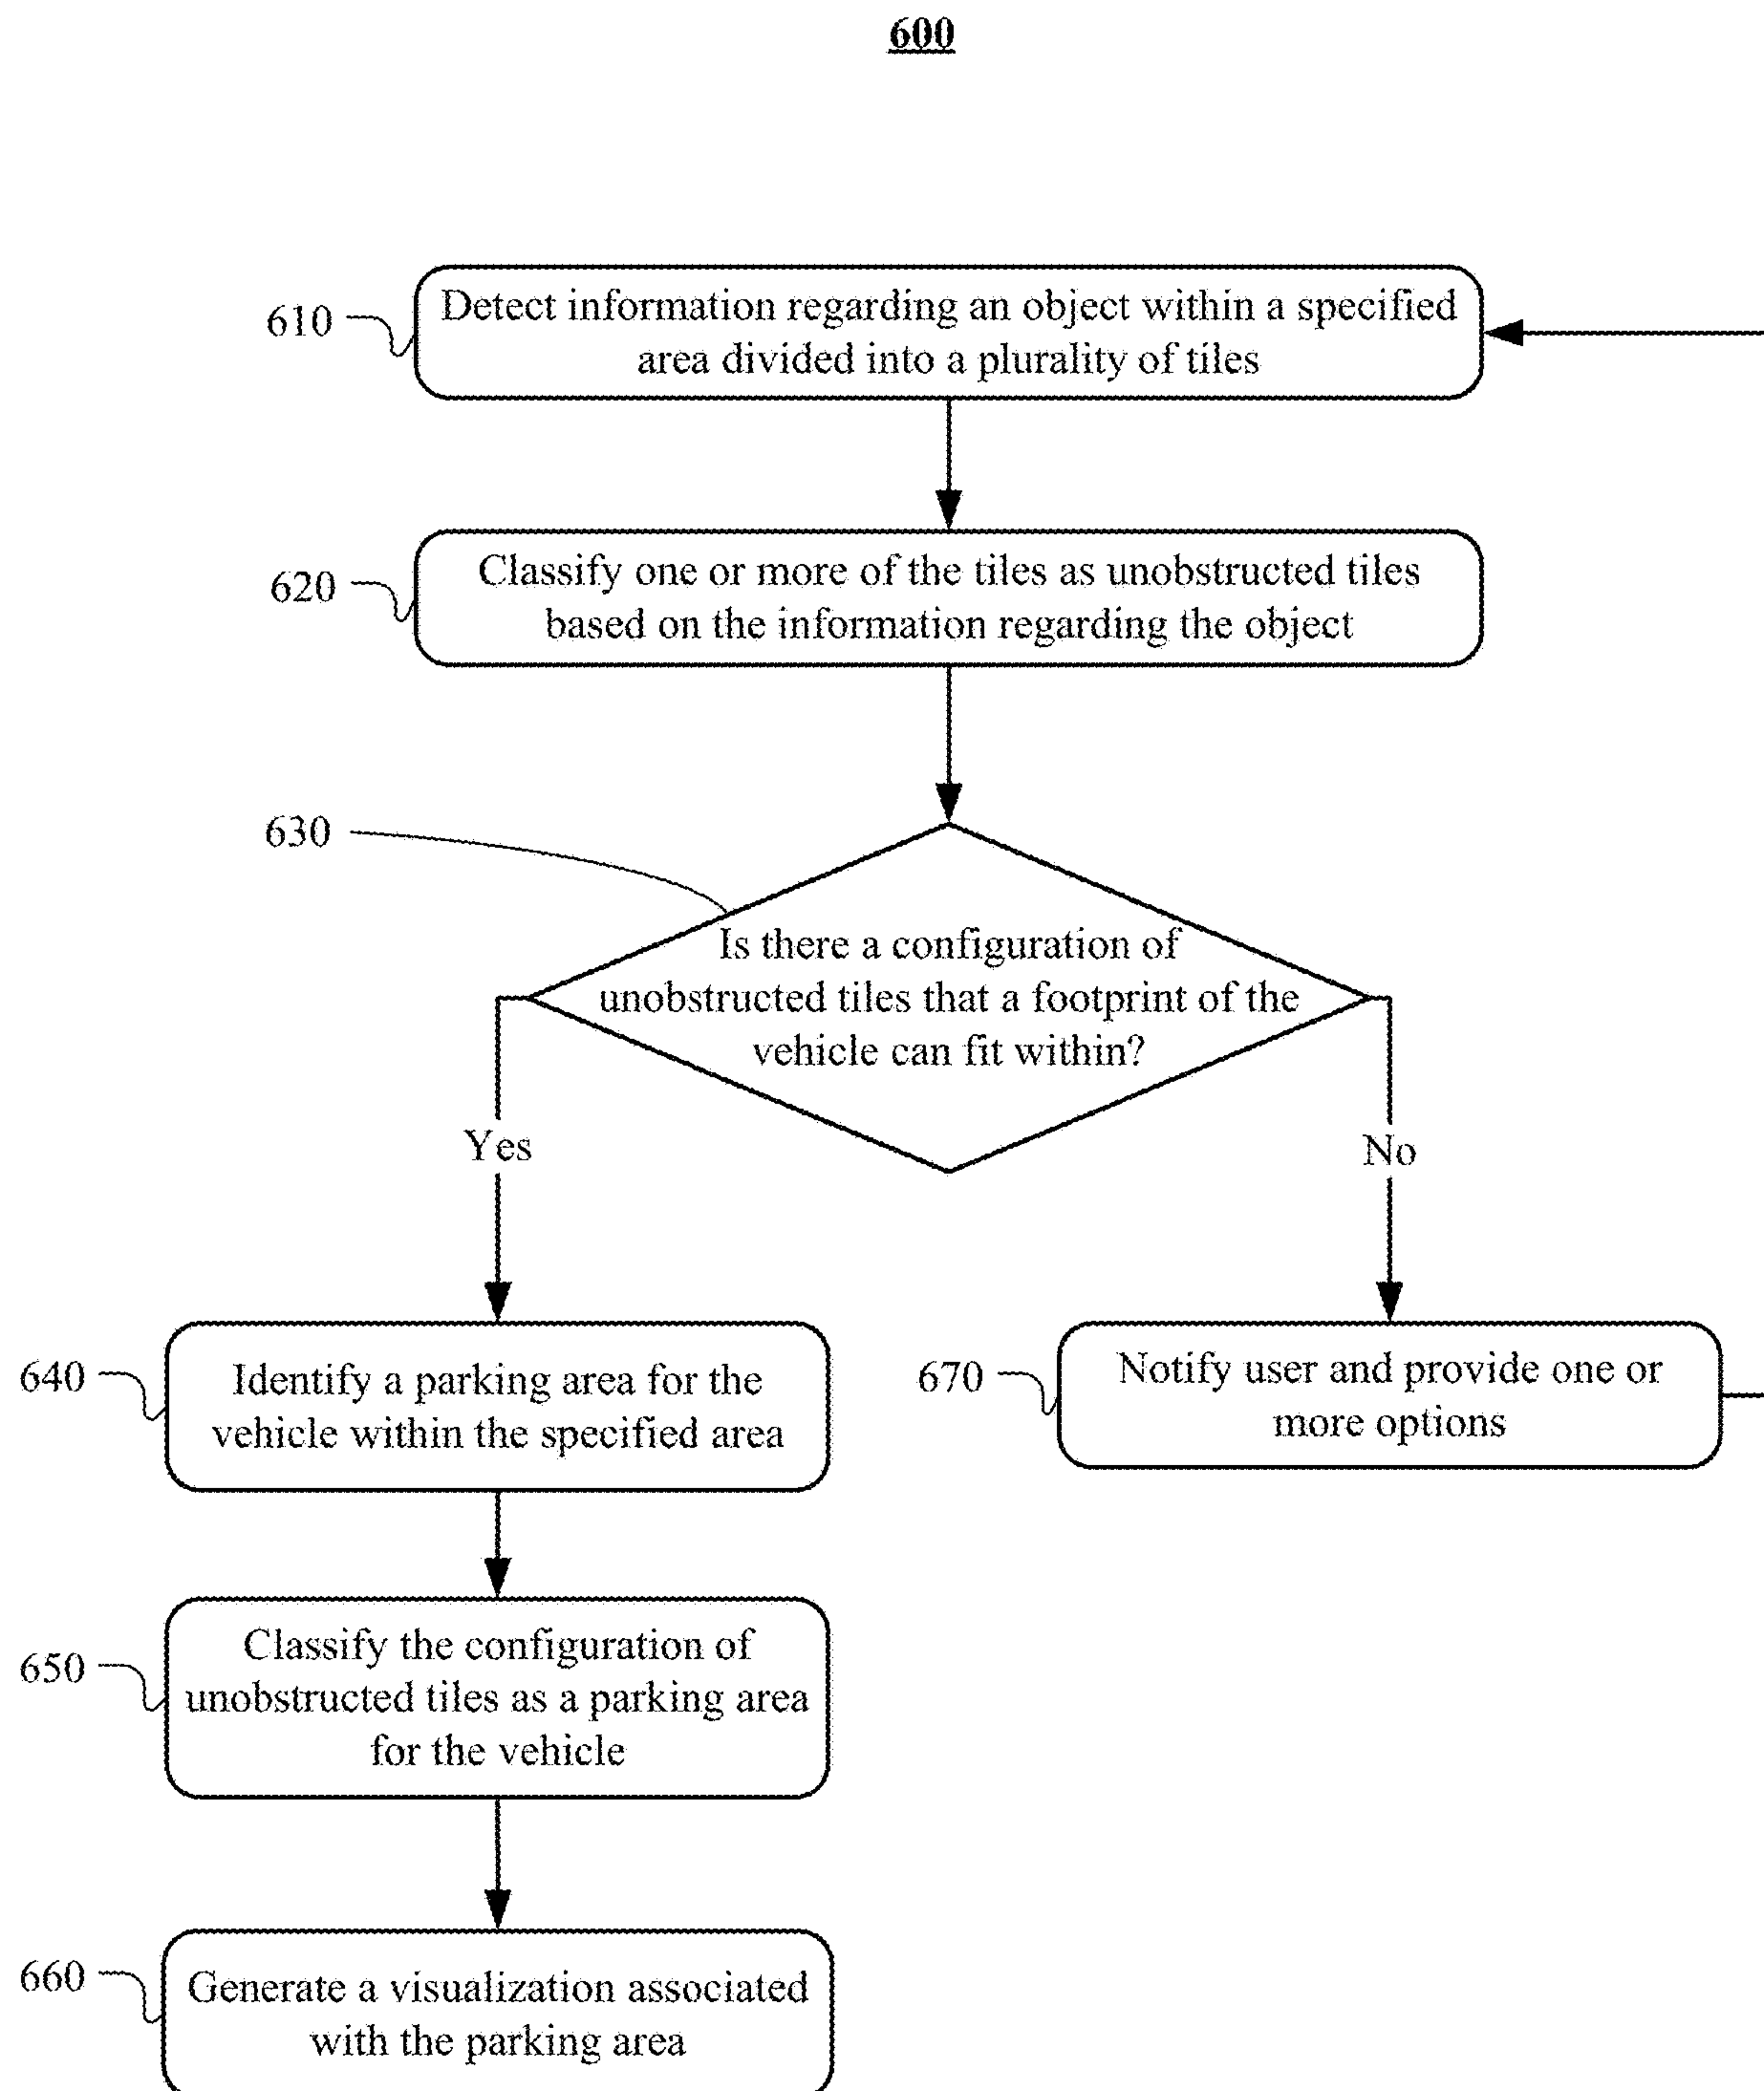 600
610
Detect information regarding an object within a specified
area divided into a plurality of tiles
620
Classify one or more of the tiles as unobstructed tiles
based on the information regarding the object
630
Is there a configuration of
unobstructed tiles that a footprint of the
vehicle can fit within?
Yes
No
640
Identify a parking area for the
vehicle within the specified area
670
Notify user and provide one or
more options
650
Classify the configuration of
unobstructed tiles as a parking area
for the vehicle
660
Generate a visualization associated
with the parking area